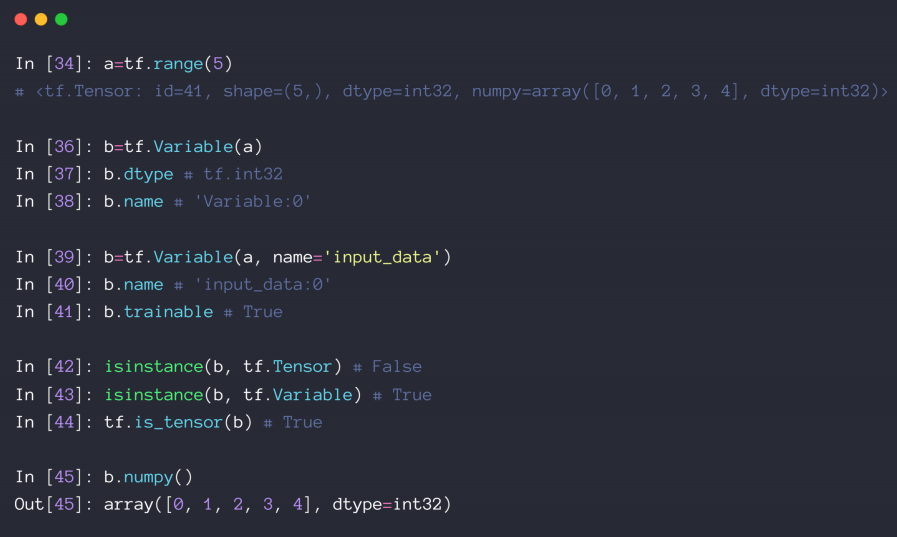 In [34]: a=tf.range(5)
# <tf.Tensor: id=41, shape=(5,), dtype=int32, numpy=array([0, 1, 2, 3, 4], dtype=int32)>
In [36]: b=tf.Variable(a)
In [37]: b.dtype # tf.int32
In [38]: b.name # 'Variable:0'
In [39]: b=tf.Variable(a, name='input_data')
In [40]: b.name # 'input_data:0'
In [41]: b.trainable # True
In [42]: isinstance(b, tf.Tensor) # False
In [43]: isinstance(b, tf.Variable) # True
In [44]: tf.is_tensor(b) # True
In [45]: b.numpy()
Out[45]: array([0, 1, 2, 3, 4], dtype=int32)